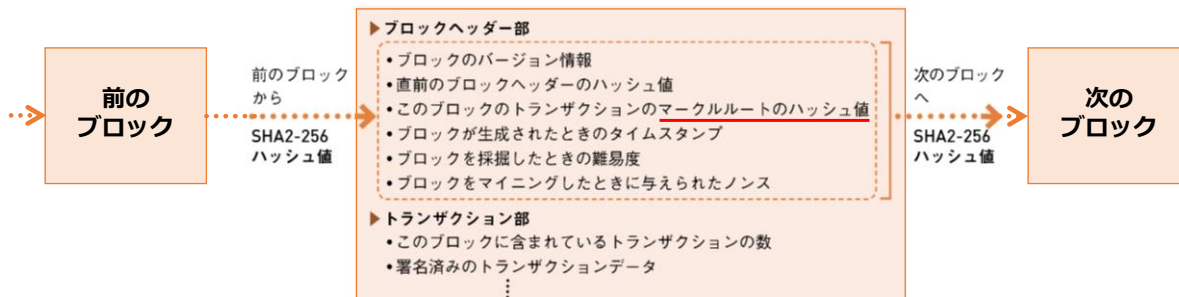 前の
ブロック
前のブロック
から
SHA2-256
ハッシュ値
▶ブロックヘッダー部
•ブロックのバージョン情報
•直前のブロックヘッダーのハッシュ値
•このブロックのトランザクションのマークルルートのハッシュ値
•ブロックが生成されたときのタイムスタンプ
•ブロックを採掘したときの難易度
•ブロックをマイニングしたときに与えられたノンス
▶トランザクション部
•このブロックに含まれているトランザクションの数
•署名済みのトランザクションデータ
次のブロック
へ
SHA2-256
ハッシュ値
次の
ブロック